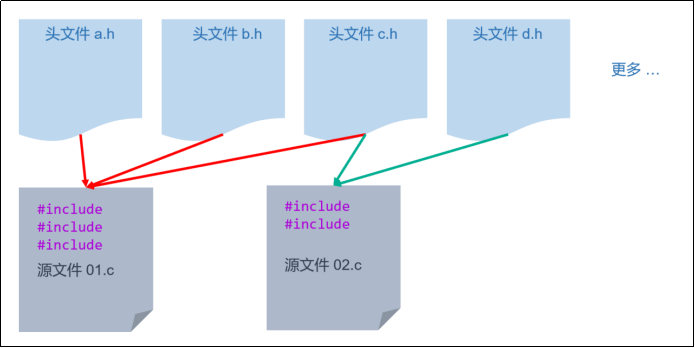 头文件 a.h
头文件 b.h
头文件 c.h
头文件 d.h
更多 ...
#include
#include
#include
源文件 01.c
#include
#include
源文件 02.c